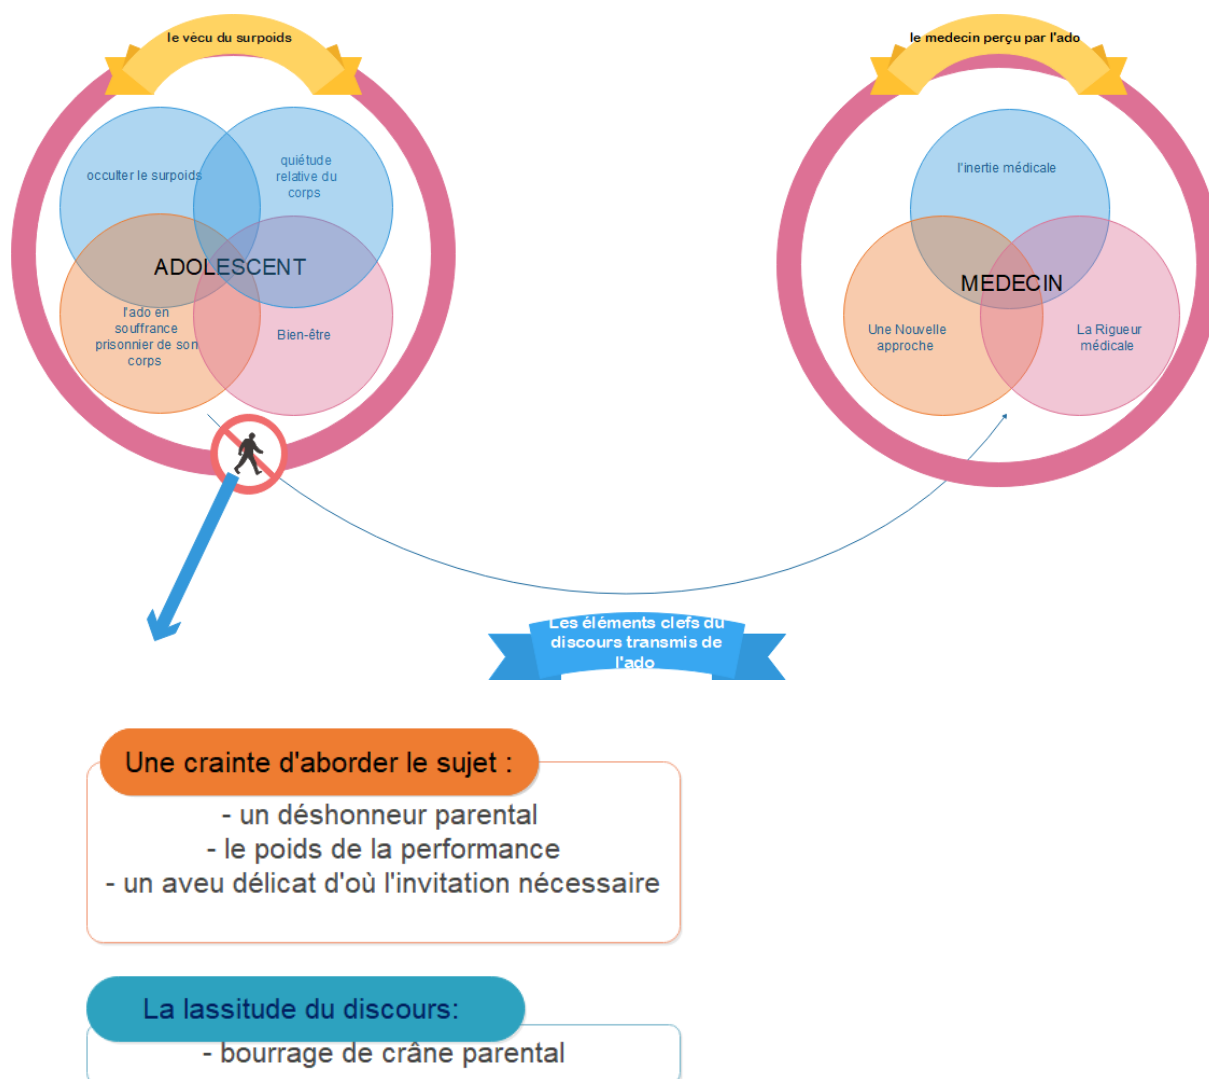 le vécu du surpoids
le medecin perçu par l'ado
occulter le surpoids
quiétude
relative du
corps
ADOLESCENT
l'ado en
souffrance
prisonnier de son
corps
Bien-être
l'inertie médicale
MEDECIN
Une Nouvelle
approche
La Rigueur
médicale
Les éléments clefs du
discours transmis de
l'ado
Une crainte d'aborder le sujet :
- un déshonneur parental
- le poids de la performance
- un aveu délicat d'où l'invitation nécessaire
La lassitude du discours:
- bourrage de crâne parental